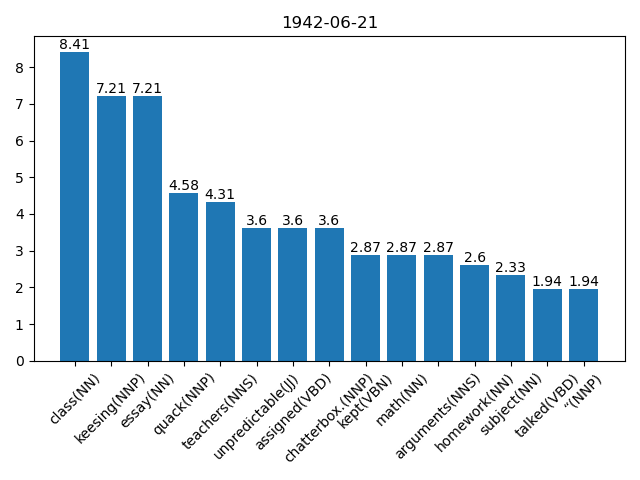 1942-06-21
8.41
7.21 7.21
4.58
4.31
3.6 3.6 3.6
2.87 2.87 2.87
2.6
2.33
1.94 1.94
8
7
6
5
4
3
2
1
0
class(NN)
keesing(NNP)
essay(NN)
quack(NNP)
teachers(NNS)
unpredictable(JJ)
assigned(VBD)
chatterbox.(NNP)
kept(VBN)
math(NN)
arguments(NNS)
homework(NN)
subject(NN)
talked(VBD)
“(NNP)